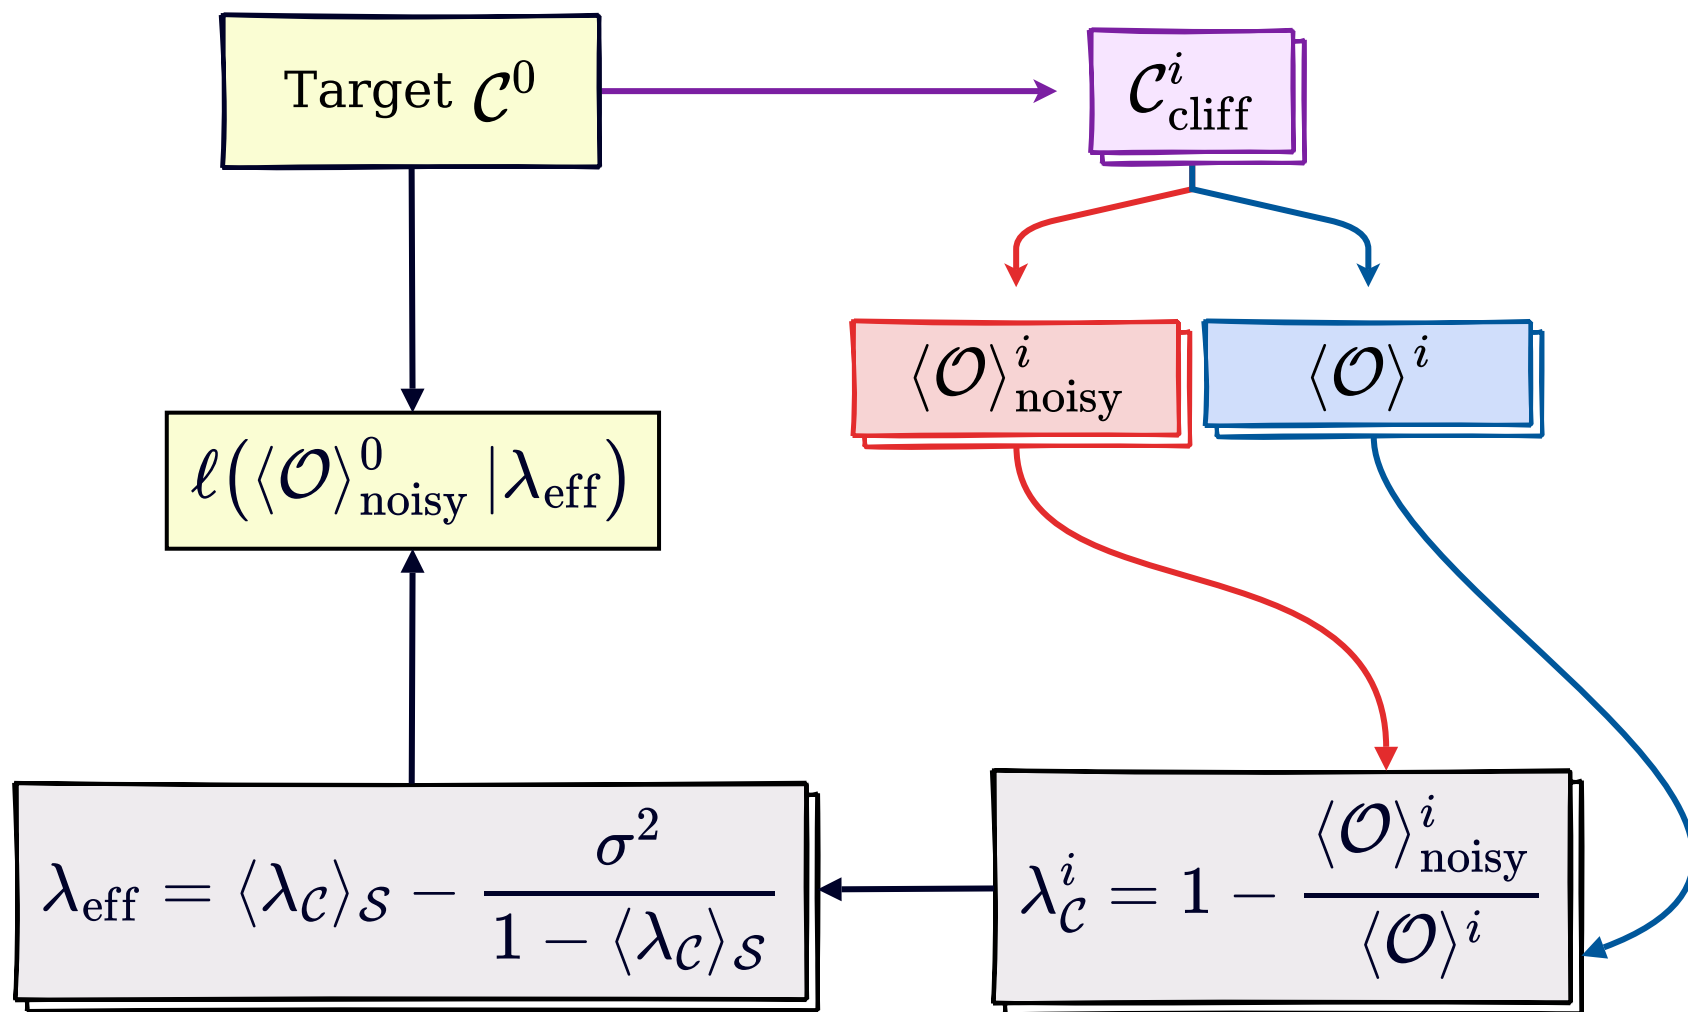 Target 𝒞⁰
𝒞ⁱ_cliff
⟨𝒪⟩ⁱ_noisy
⟨𝒪⟩ⁱ
ℓ(⟨𝒪⟩⁰_noisy |λ_eff)
λ_eff = ⟨λ_𝒞⟩_𝒮 − σ² / (1 − ⟨λ_𝒞⟩_𝒮)
λⁱ_𝒞 = 1 − ⟨𝒪⟩ⁱ_noisy / ⟨𝒪⟩ⁱ